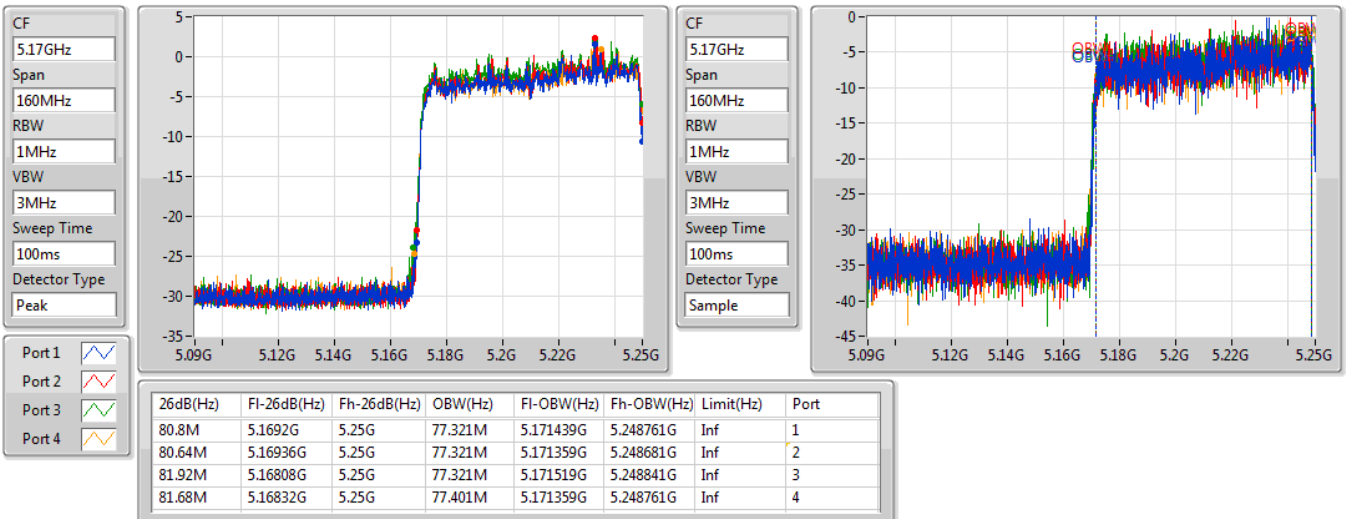 CF
5.17GHz
Span
160MHz
RBW
1MHz
VBW
3MHz
Sweep Time
100ms
Detector Type
Peak
5
0
-5
-10
-15
-20
-25
-30
-35
5.09G 5.12G 5.14G 5.16G 5.18G 5.2G 5.22G 5.25G
CF
5.17GHz
Span
160MHz
RBW
1MHz
VBW
3MHz
Sweep Time
100ms
Detector Type
Sample
0
-5
-10
-15
-20
-25
-30
-35
-40
-45
5.09G 5.12G 5.14G 5.16G 5.18G 5.2G 5.22G 5.25G
Port 1
Port 2
Port 3
Port 4
26dB(Hz) Fl-26dB(Hz) Fh-26dB(Hz) OBW(Hz) Fl-OBW(Hz) Fh-OBW(Hz) Limit(Hz) Port
80.8M 5.1692G 5.25G 77.321M 5.171439G 5.248761G Inf 1
80.64M 5.16936G 5.25G 77.321M 5.171359G 5.248681G Inf 2
81.92M 5.16808G 5.25G 77.321M 5.171519G 5.248841G Inf 3
81.68M 5.16832G 5.25G 77.401M 5.171359G 5.248761G Inf 4